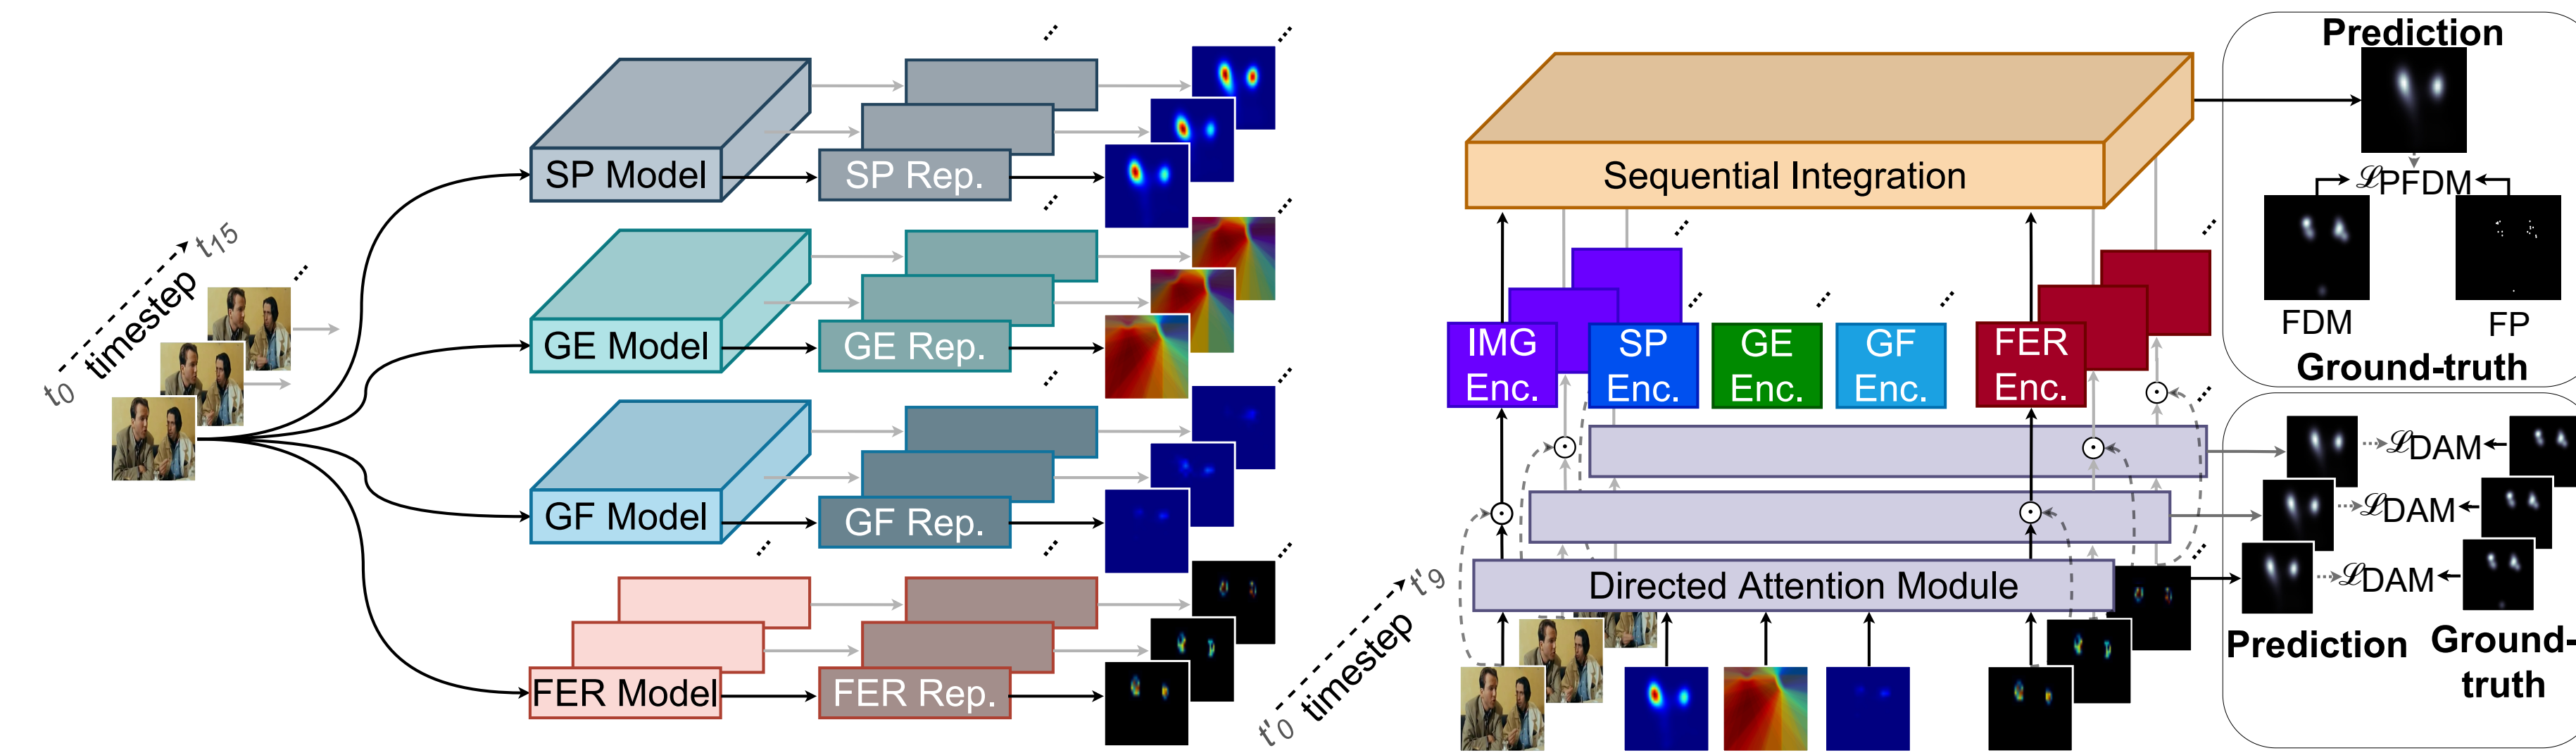 t0 timestep t15
SP Model
SP Rep.
GE Model
GE Rep.
GF Model
GF Rep.
FER Model
FER Rep.
t'0 timestep t'9
Sequential Integration
IMG
Enc.
SP
Enc.
GE
Enc.
GF
Enc.
FER
Enc.
Directed Attention Module
Prediction
ℒPFDM
FDM
FP
Ground-truth
ℒDAM
ℒDAM
ℒDAM
Prediction
Ground-
truth